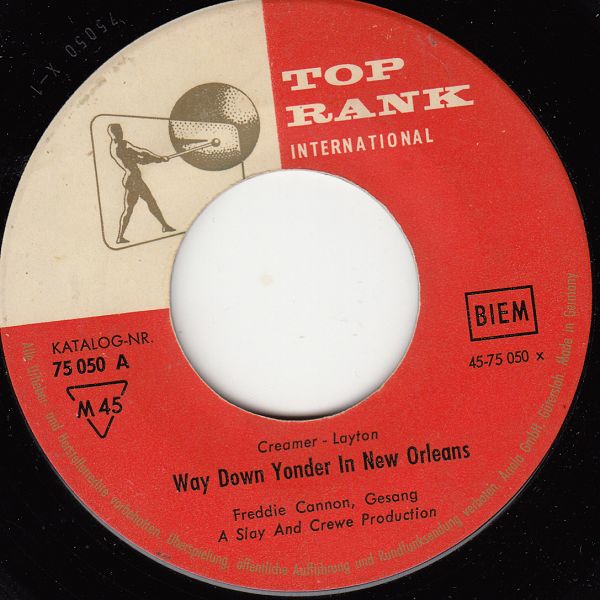 75050 X-1
TOP
RANK
INTERNATIONAL
BIEM
KATALOG-NR.
75 050 A
M 45
45-75 050 x
Creamer - Layton
Way Down Yonder In New Orleans
Freddie Cannon, Gesang
A Slay And Crewe Production
Alle Urheber- und Herstellerrechte vorbehalten. Überspielung, öffentliche Aufführung und Rundfunksendung verboten. Ariola GmbH, Gütersloh. Made in Germany